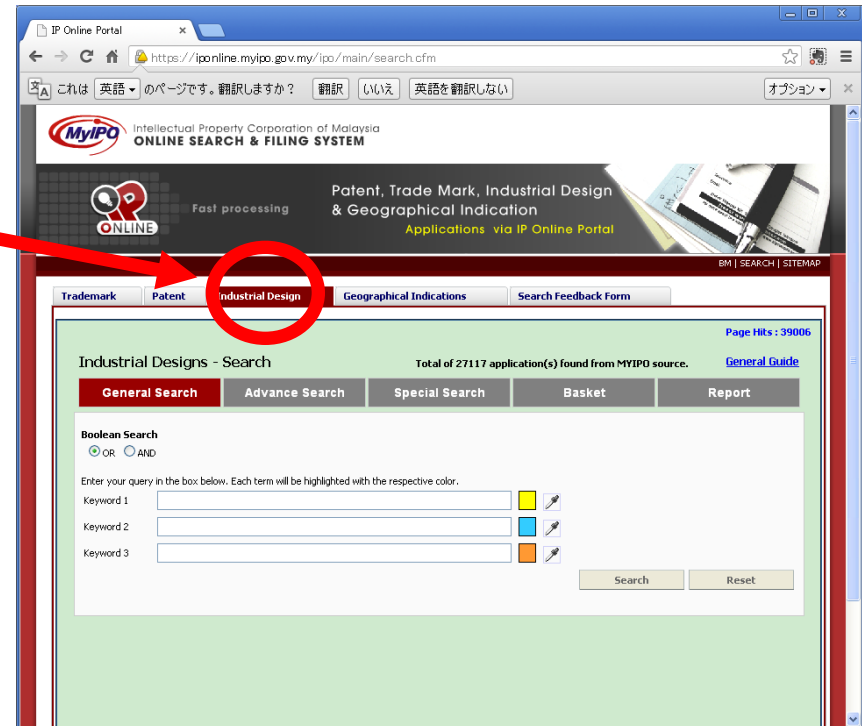 IP Online Portal
https://iponline.myipo.gov.my/ipo/main/search.cfm
これは 英語 のページです。翻訳しますか？ 翻訳 いいえ 英語を翻訳しない オプション
MyIPO
Intellectual Property Corporation of Malaysia
ONLINE SEARCH & FILING SYSTEM
IP ONLINE
Fast processing
Patent, Trade Mark, Industrial Design
& Geographical Indication
Applications via IP Online Portal
BM | SEARCH | SITEMAP
Trademark Patent Industrial Design Geographical Indications Search Feedback Form
Page Hits : 39006
Industrial Designs - Search Total of 27117 application(s) found from MYIPO source. General Guide
General Search Advance Search Special Search Basket Report
Boolean Search
OR AND
Enter your query in the box below. Each term will be highlighted with the respective color.
Keyword 1
Keyword 2
Keyword 3
Search Reset